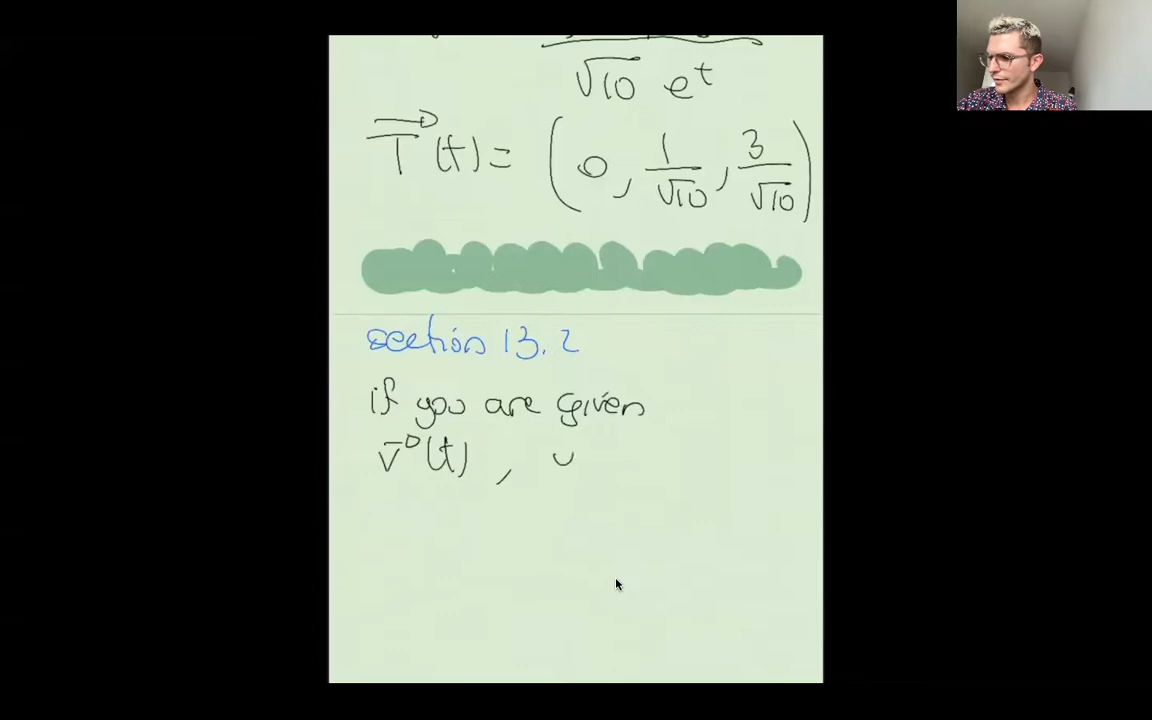 √10 e^t
T⃗(t) = (0, 1/√10, 3/√10)
section 13.2
if you are given
v⃗(t) ,